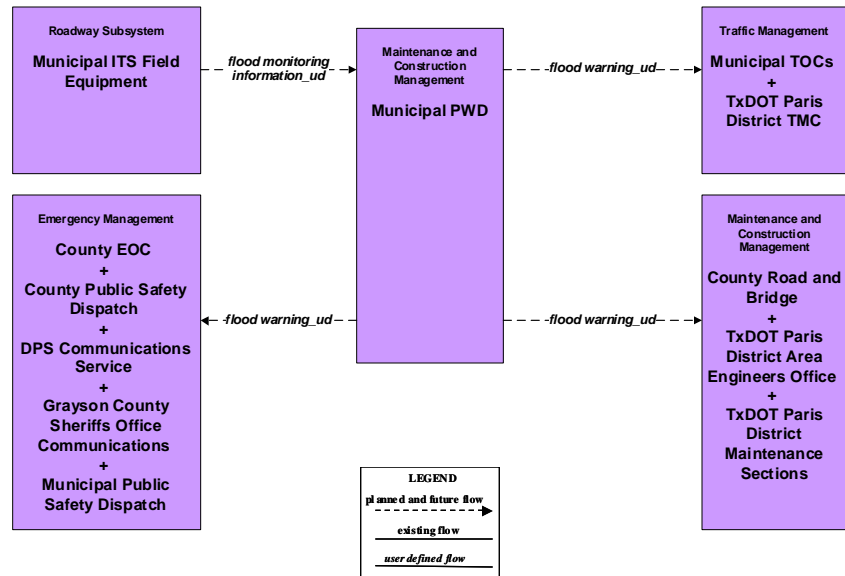 Roadway Subsystem
Municipal ITS Field
Equipment
flood monitoring
information_ud
Maintenance and
Construction
Management
Municipal PWD
flood warning_ud
Traffic Management
Municipal TOCs
+
TxDOT Paris
District TMC
Emergency Management
County EOC
+
County Public Safety
Dispatch
+
DPS Communications
Service
+
Grayson County
Sheriffs Office
Communications
+
Municipal Public
Safety Dispatch
flood warning_ud
flood warning_ud
Maintenance and
Construction
Management
County Road and
Bridge
+
TxDOT Paris
District Area
Engineers Office
+
TxDOT Paris
District
Maintenance
Sections
LEGEND
planned and future flow
existing flow
user defined flow